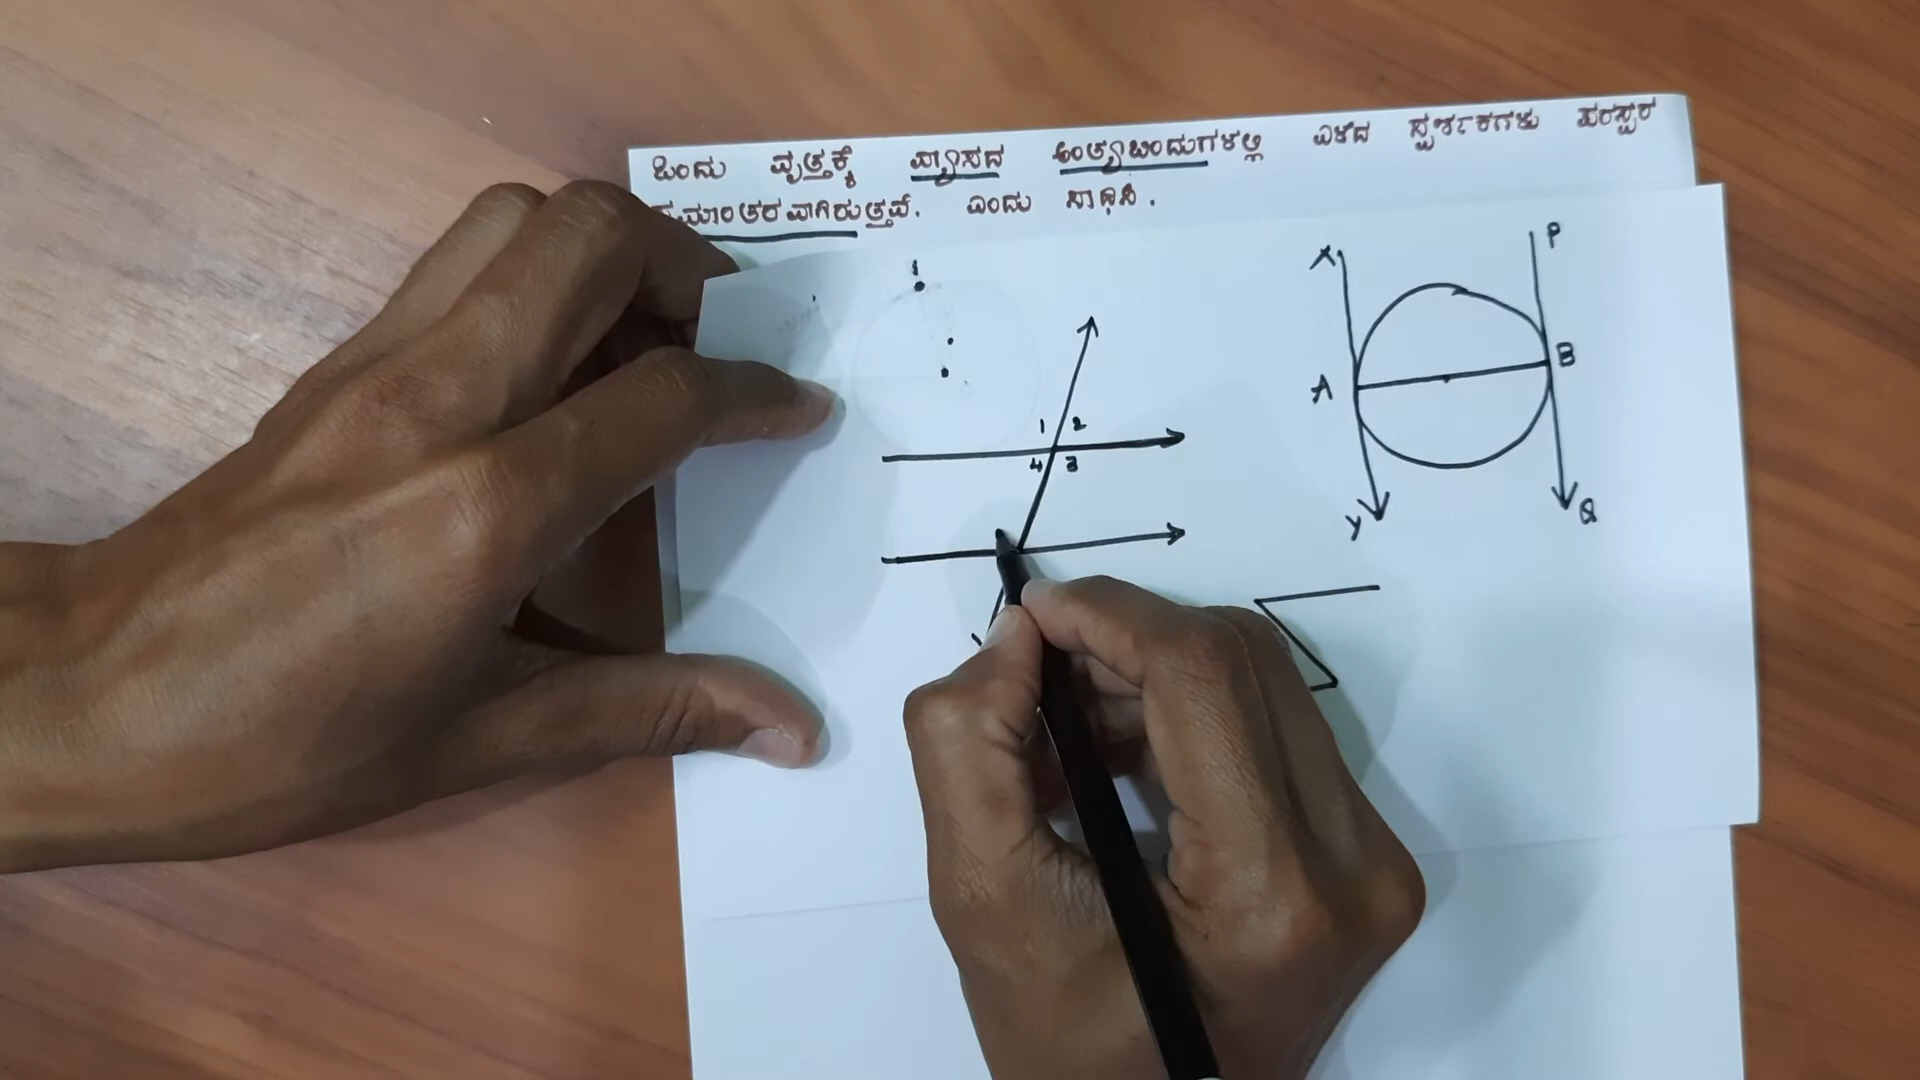 ಒಂದು ವೃತ್ತಕ್ಕೆ ವ್ಯಾಸದ ಅಂತ್ಯಬಿಂದುಗಳಲ್ಲಿ ಎಳೆದ ಸ್ಪರ್ಶಕಗಳು ಪರಸ್ಪರ
ಸಮಾಂತರವಾಗಿರುತ್ತವೆ. ಎಂದು ಸಾಧಿಸಿ.
X P
A B
Y Q
1 2
4 3